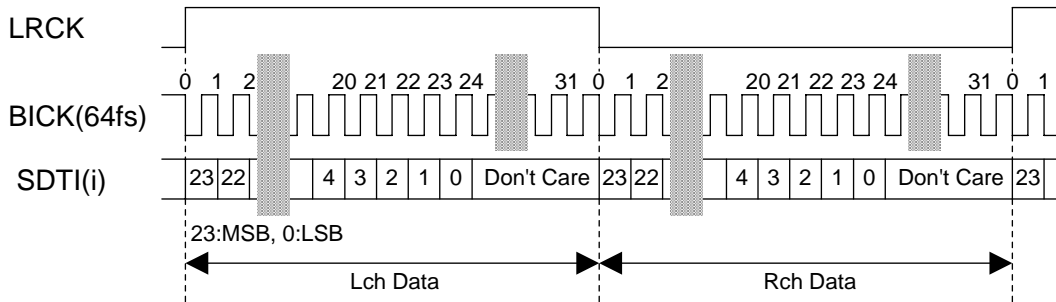 LRCK
0 1 2 20 21 22 23 24 31 0 1 2 20 21 22 23 24 31 0 1
BICK(64fs)
SDTI(i) 23 22 4 3 2 1 0 Don't Care 23 22 4 3 2 1 0 Don't Care 23
23:MSB, 0:LSB
Lch Data Rch Data